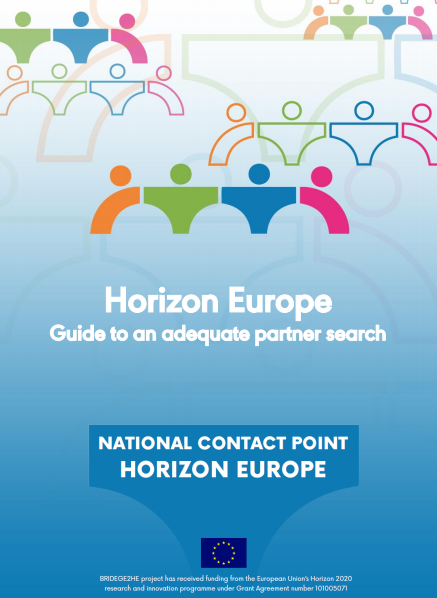 Horizon Europe
Guide to an adequate partner search
NATIONAL CONTACT POINT
HORIZON EUROPE
BRIDEGE2HE project has received funding from the European Union's Horizon 2020
research and innovation programme under Grant Agreement number 101005071